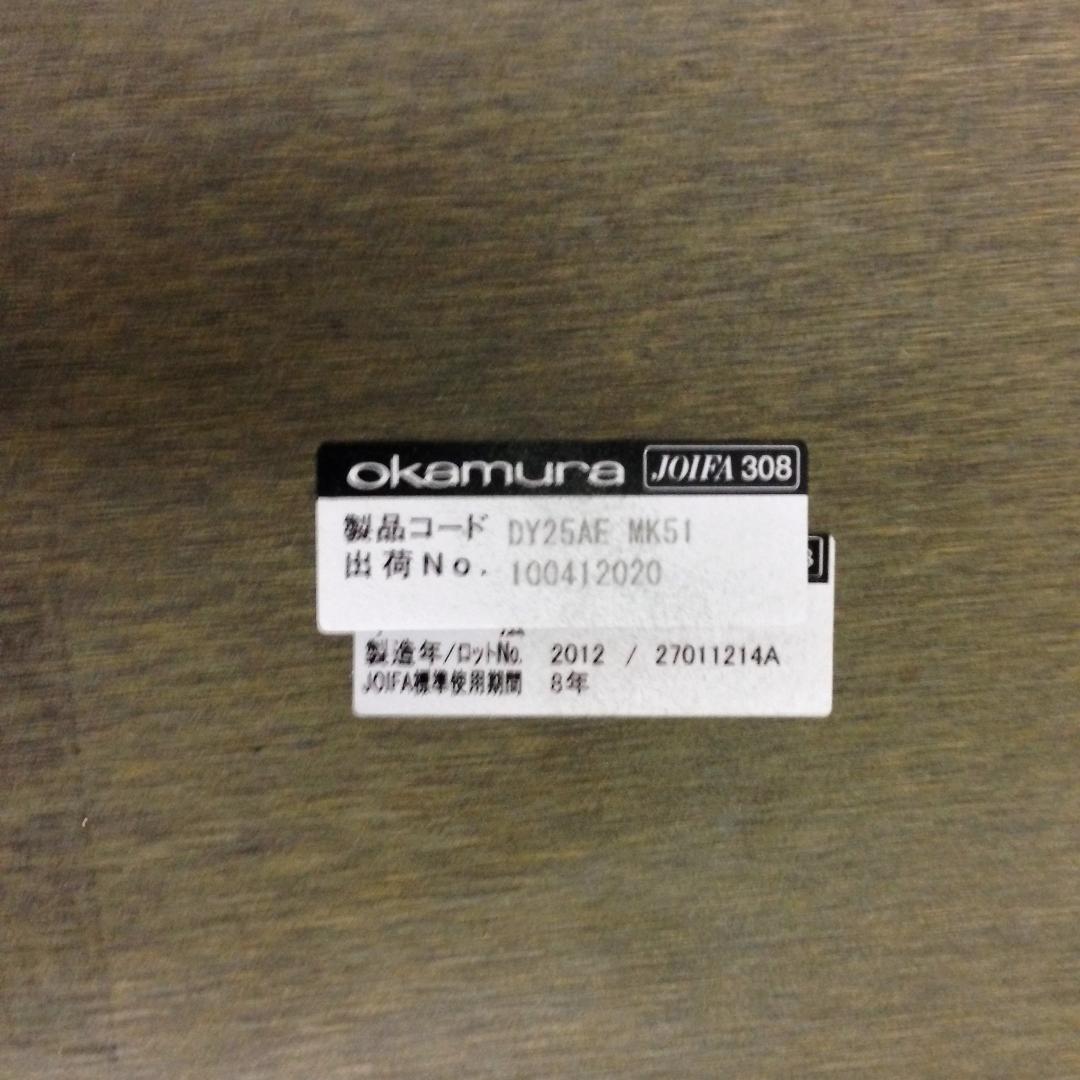 okamura JOIFA 308
製品コード DY25AE MK51
出荷No. 100412020
製造年/ロットNo. 2012 / 27011214A
JOIFA標準使用期間 8年